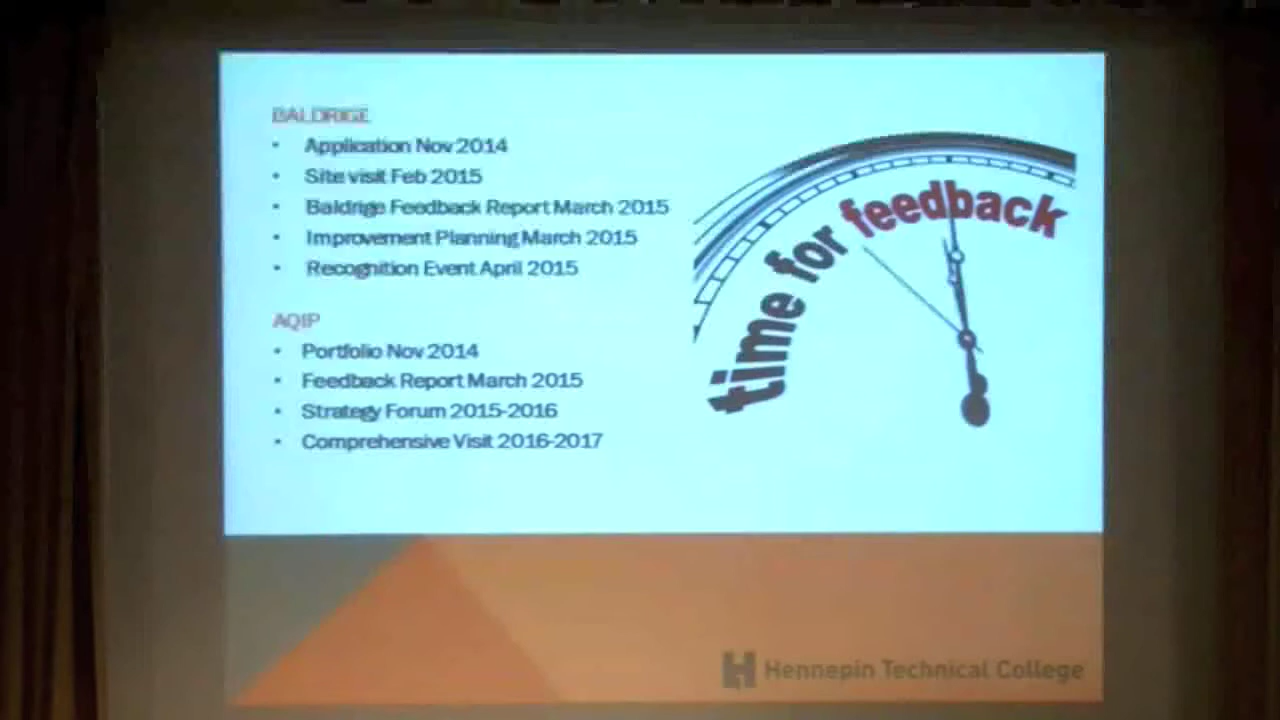 BALDRIGE
• Application Nov 2014
• Site visit Feb 2015
• Baldrige Feedback Report March 2015
• Improvement Planning March 2015
• Recognition Event April 2015
AQIP
• Portfolio Nov 2014
• Feedback Report March 2015
• Strategy Forum 2015-2016
• Comprehensive Visit 2016-2017
time for feedback
Hennepin Technical College